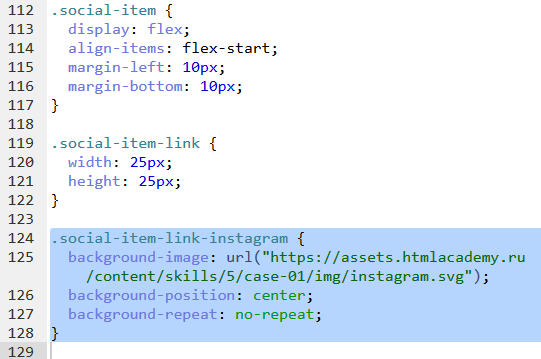 112 .social-item {
113   display: flex;
114   align-items: flex-start;
115   margin-left: 10px;
116   margin-bottom: 10px;
117 }
118
119 .social-item-link {
120   width: 25px;
121   height: 25px;
122 }
123
124 .social-item-link-instagram {
125   background-image: url("https://assets.htmlacademy.ru
/content/skills/5/case-01/img/instagram.svg");
126   background-position: center;
127   background-repeat: no-repeat;
128 }
129